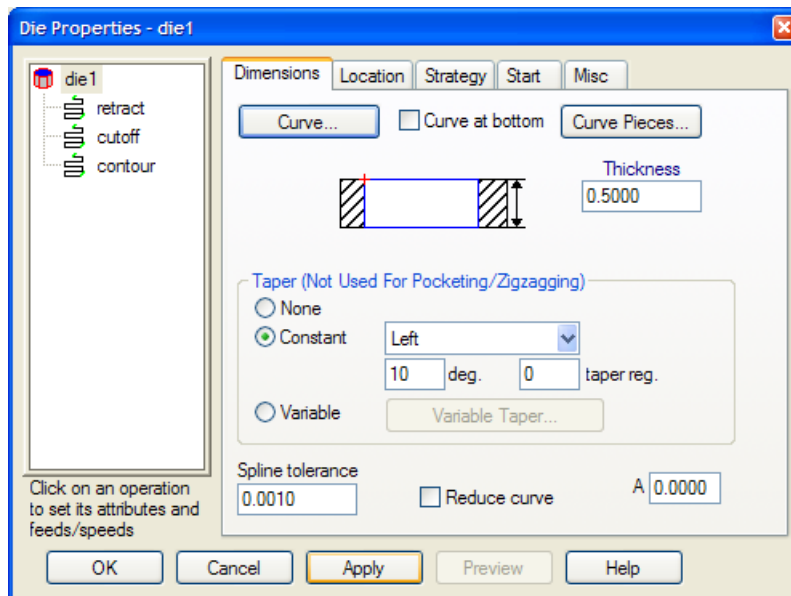 Die Properties - die1
die1
retract
cutoff
contour
Click on an operation
to set its attributes and
feeds/speeds
Dimensions Location Strategy Start Misc
Curve... Curve at bottom Curve Pieces...
Thickness
0.5000
Taper (Not Used For Pocketing/Zigzagging)
None
Constant Left
10 deg. 0 taper reg.
Variable Variable Taper...
Spline tolerance
0.0010 Reduce curve A 0.0000
OK Cancel Apply Preview Help